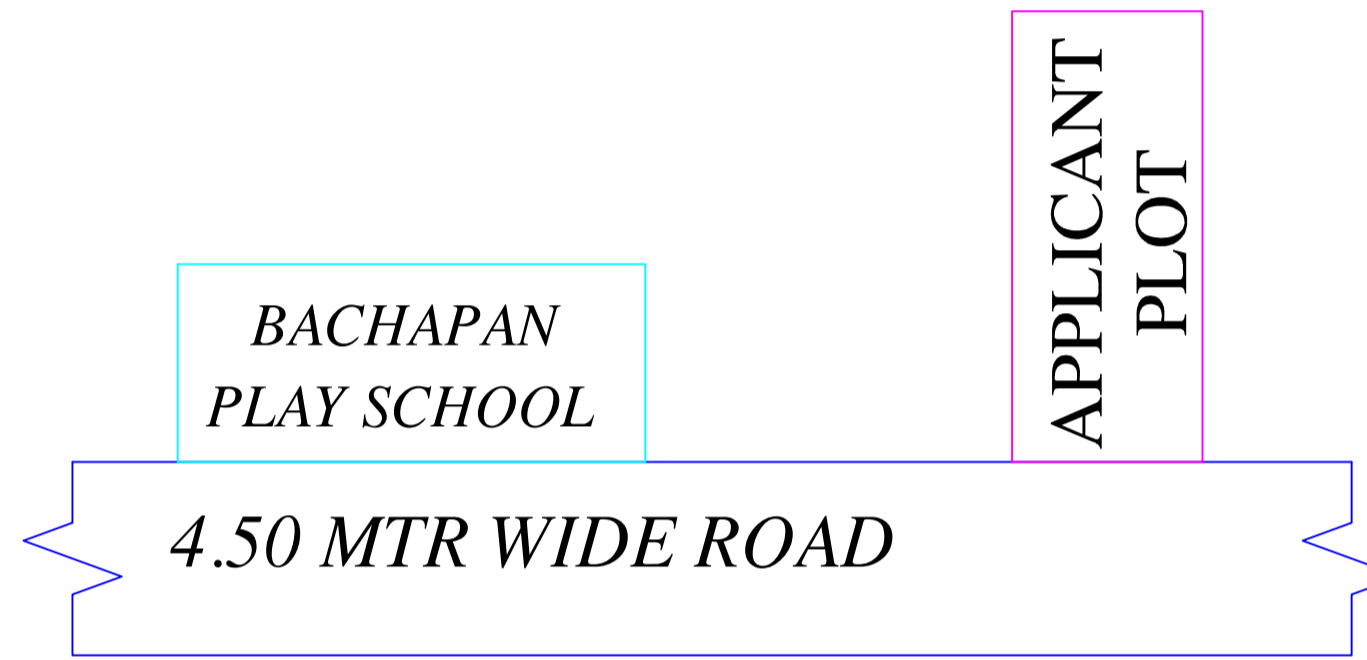 BACHAPAN
PLAY SCHOOL
APPLICANT
PLOT
4.50 MTR WIDE ROAD